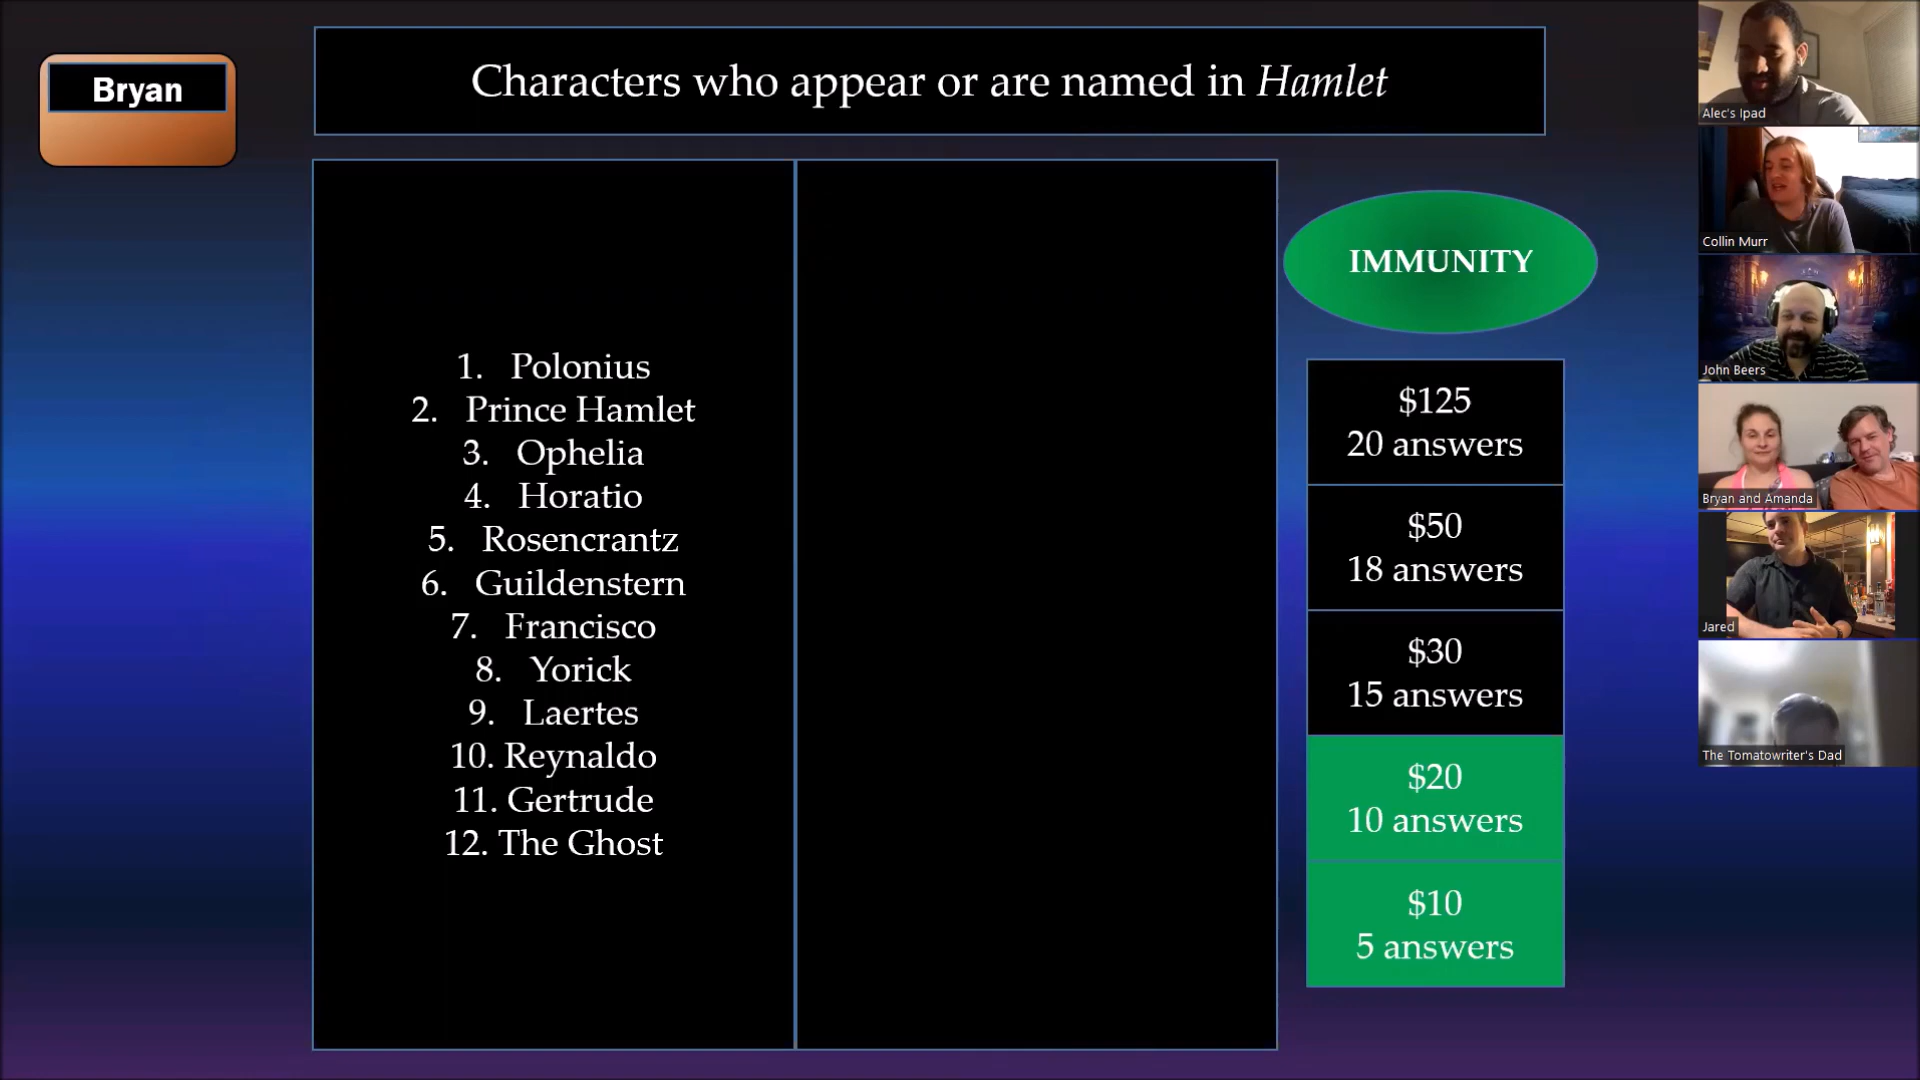 Bryan
Characters who appear or are named in Hamlet
1. Polonius
2. Prince Hamlet
3. Ophelia
4. Horatio
5. Rosencrantz
6. Guildenstern
7. Francisco
8. Yorick
9. Laertes
10. Reynaldo
11. Gertrude
12. The Ghost
IMMUNITY
$125
20 answers
$50
18 answers
$30
15 answers
$20
10 answers
$10
5 answers
Alec's Ipad
Collin Murr
John Beers
Bryan and Amanda
Jared
The Tomatowriter's Dad